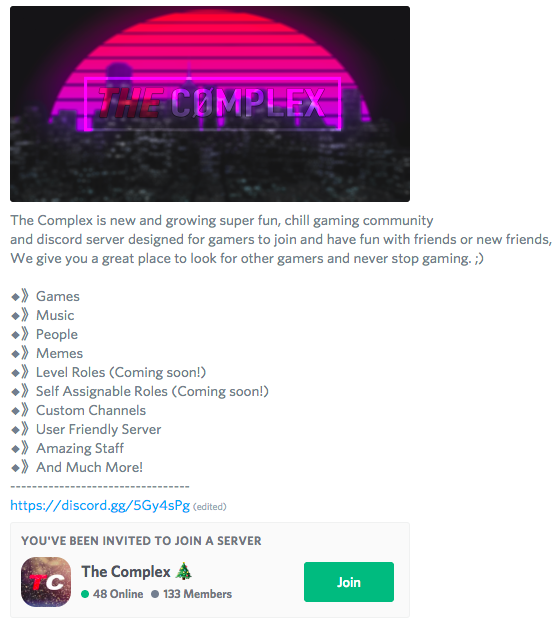 THE CØMPLEX
The Complex is new and growing super fun, chill gaming community
and discord server designed for gamers to join and have fun with friends or new friends,
We give you a great place to look for other gamers and never stop gaming. ;)
◆》Games
◆》Music
◆》People
◆》Memes
◆》Level Roles (Coming soon!)
◆》Self Assignable Roles (Coming soon!)
◆》Custom Channels
◆》User Friendly Server
◆》Amazing Staff
◆》And Much More!
---------------------------------
https://discord.gg/5Gy4sPg (edited)
YOU'VE BEEN INVITED TO JOIN A SERVER
TC
The Complex 🎄
48 Online 133 Members
Join